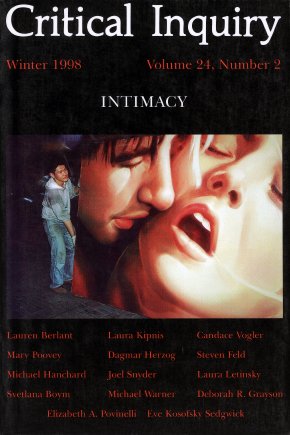 Critical Inquiry
Winter 1998 Volume 24, Number 2
INTIMACY
Lauren Berlant Laura Kipnis Candace Vogler
Mary Poovey Dagmar Herzog Steven Feld
Michael Hanchard Joel Snyder Laura Letinsky
Svetlana Boym Michael Warner Deborah R. Grayson
Elizabeth A. Povinelli Eve Kosofsky Sedgwick